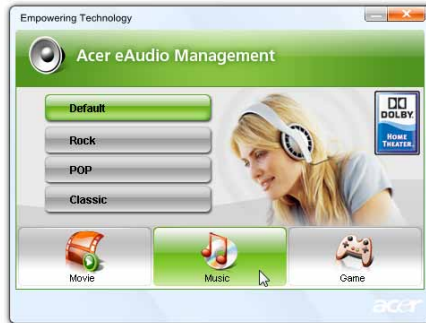 Empowering Technology
Acer eAudio Management
Default
Rock
POP
Classic
DOLBY
HOME
THEATER
Movie
Music
Game
acer